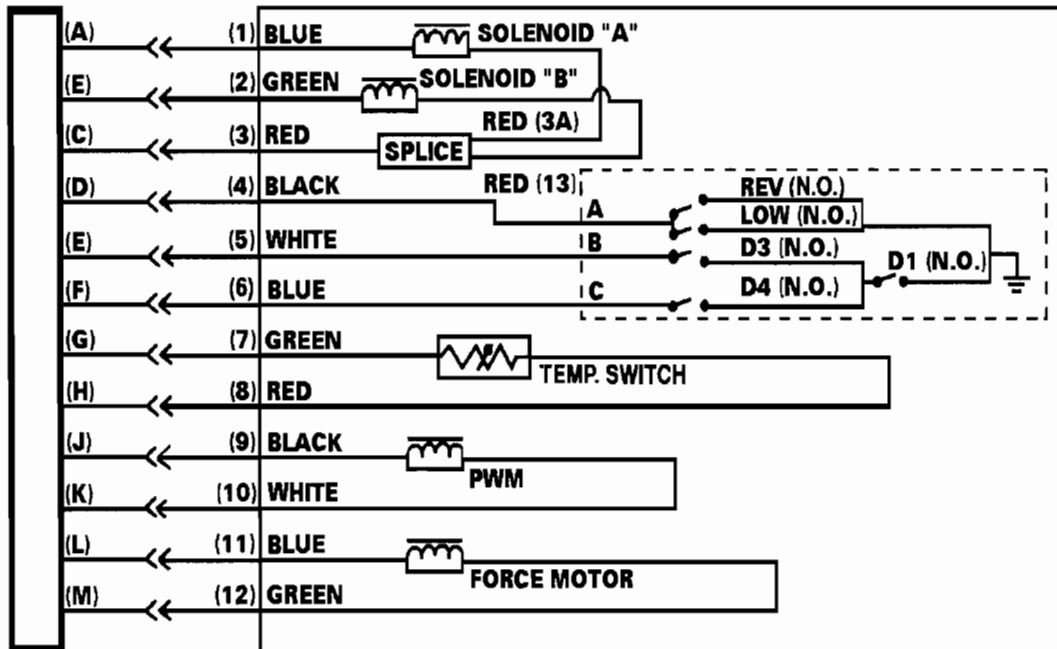 (A) (1) BLUE SOLENOID "A"
(E) (2) GREEN SOLENOID "B"
RED (3A)
(C) (3) RED SPLICE
(D) (4) BLACK RED (13) REV (N.O.)
A LOW (N.O.)
(E) (5) WHITE B D3 (N.O.) D1 (N.O.)
(F) (6) BLUE C D4 (N.O.)
(G) (7) GREEN
TEMP. SWITCH
(H) (8) RED
(J) (9) BLACK
PWM
(K) (10) WHITE
(L) (11) BLUE
FORCE MOTOR
(M) (12) GREEN